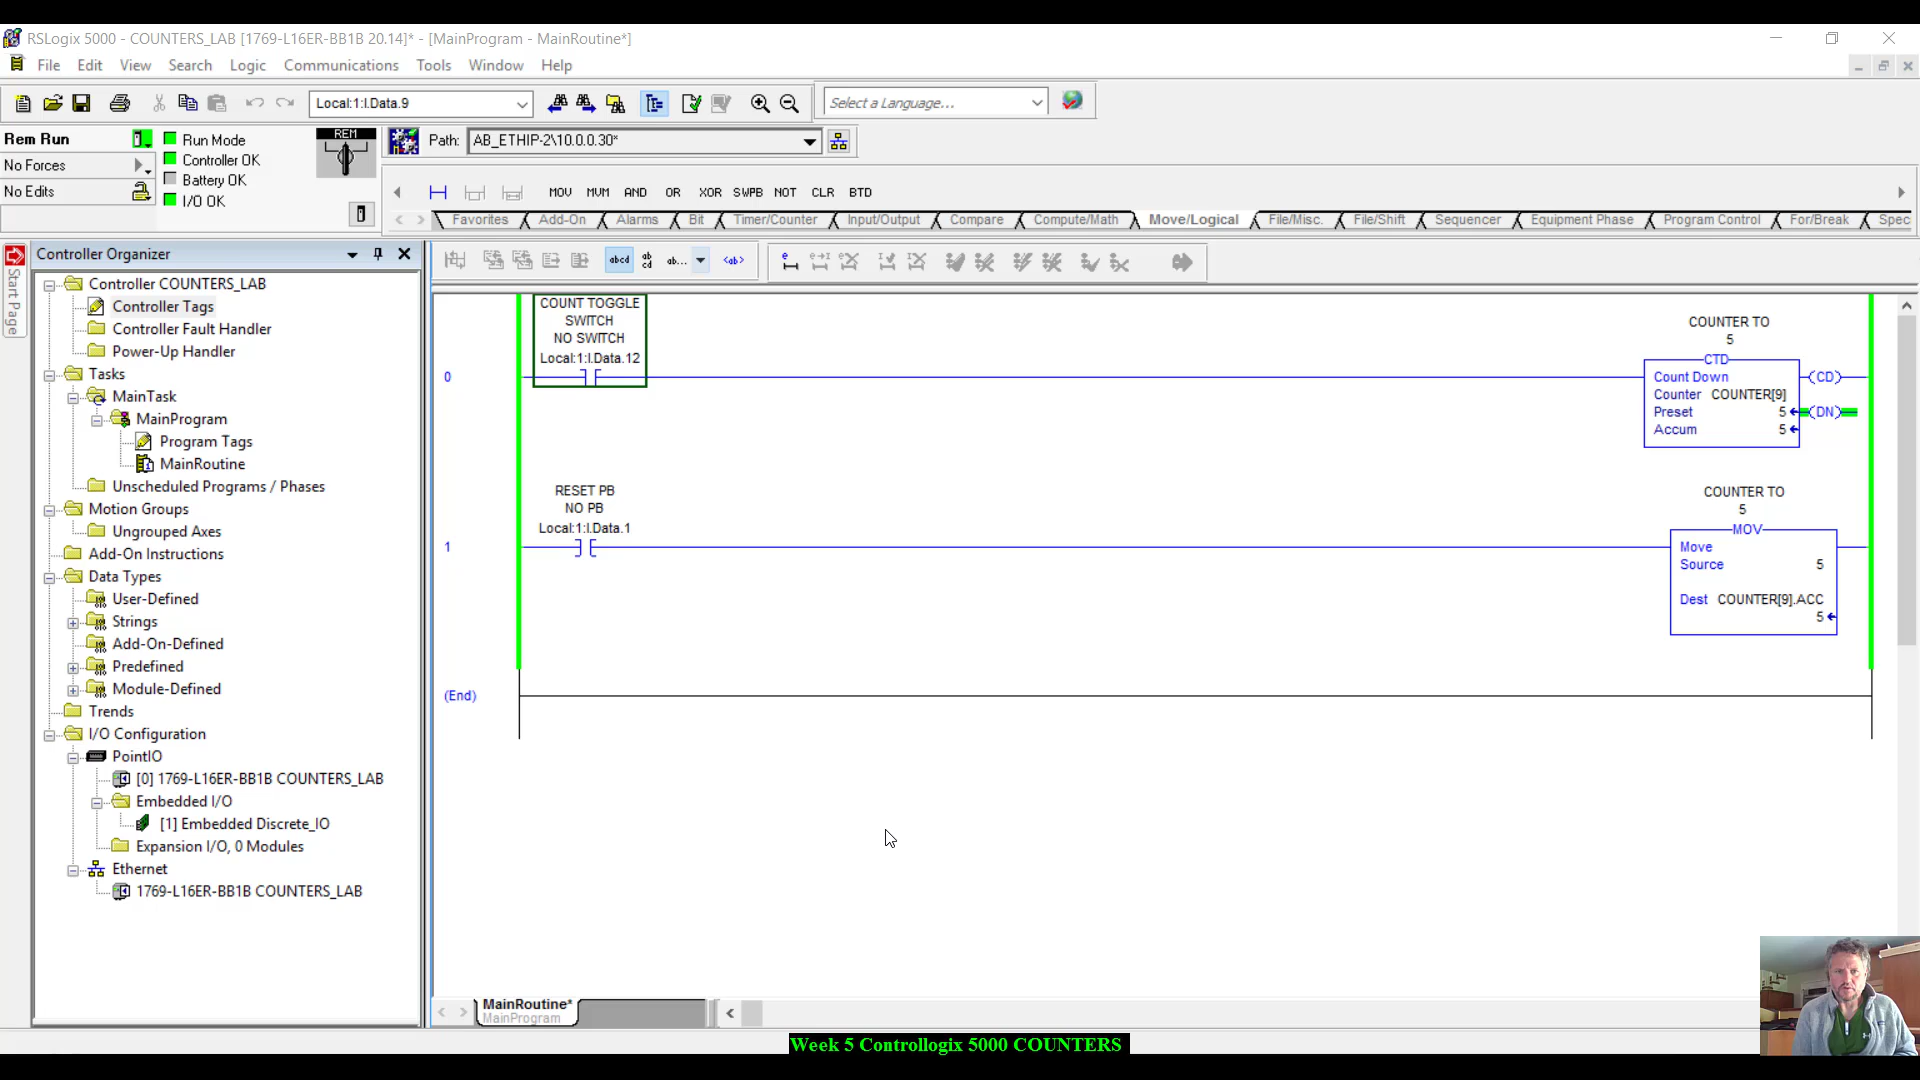 RSLogix 5000 - COUNTERS_LAB [1769-L16ER-BB1B 20.14]* - [MainProgram - MainRoutine*]
File Edit View Search Logic Communications Tools Window Help
Local:1:I.Data.9
Select a Language...
Rem Run
No Forces
No Edits
Run Mode
Controller OK
Battery OK
I/O OK
REM
Path: AB_ETHIP-2\10.0.0.30*
MOV MVM AND OR XOR SWPB NOT CLR BTD
Favorites Add-On Alarms Bit Timer/Counter Input/Output Compare Compute/Math Move/Logical File/Misc. File/Shift Sequencer Equipment Phase Program Control For/Break Spec
Start Page
Controller Organizer
Controller COUNTERS_LAB
Controller Tags
Controller Fault Handler
Power-Up Handler
Tasks
MainTask
MainProgram
Program Tags
MainRoutine
Unscheduled Programs / Phases
Motion Groups
Ungrouped Axes
Add-On Instructions
Data Types
User-Defined
Strings
Add-On-Defined
Predefined
Module-Defined
Trends
I/O Configuration
PointIO
[0] 1769-L16ER-BB1B COUNTERS_LAB
Embedded I/O
[1] Embedded Discrete_IO
Expansion I/O, 0 Modules
Ethernet
1769-L16ER-BB1B COUNTERS_LAB
abcd
ab
cd
ab...
<ab>
COUNT TOGGLE
SWITCH
NO SWITCH
Local:1:I.Data.12
0
COUNTER TO
5
CTD
Count Down
Counter COUNTER[9]
Preset 5
Accum 5
CD
DN
RESET PB
NO PB
Local:1:I.Data.1
1
COUNTER TO
5
MOV
Move
Source 5
Dest COUNTER[9].ACC
5
(End)
MainRoutine*
MainProgram
Week 5 Controllogix 5000 COUNTERS